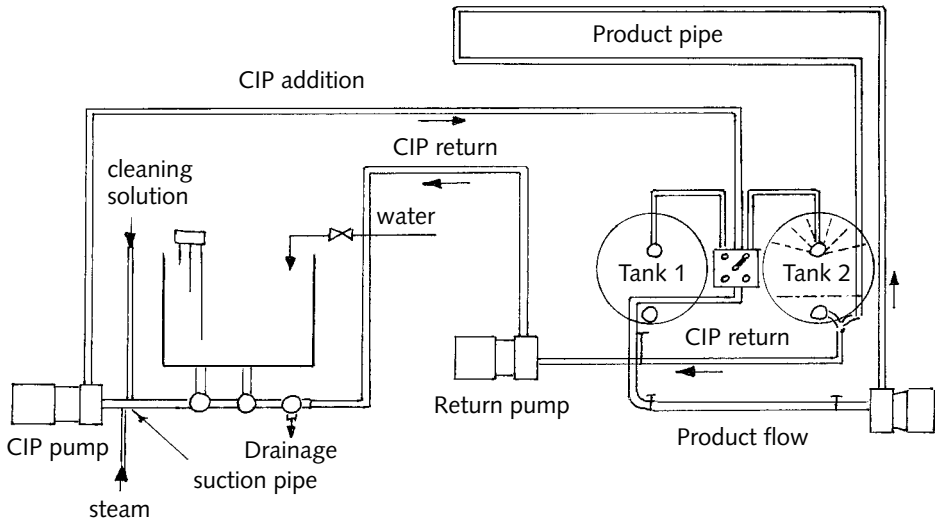 Product pipe
CIP addition
CIP return
cleaning
solution
water
Tank 1
Tank 2
CIP return
Return pump
CIP pump
Drainage
Product flow
suction pipe
steam